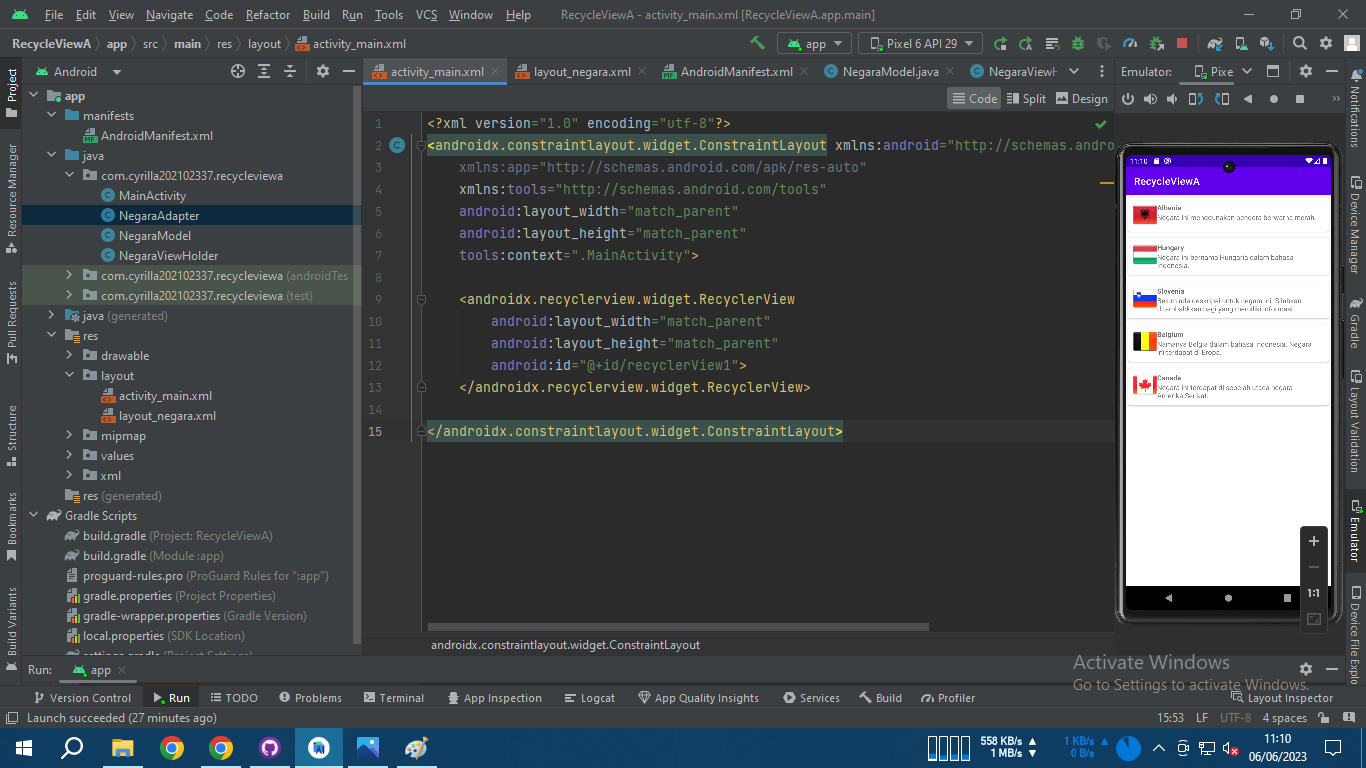 File Edit View Navigate Code Refactor Build Run Tools VCS Window Help RecycleViewA - activity_main.xml [RecycleViewA.app.main]
RecycleViewA app src main res layout activity_main.xml app Pixel 6 API 29
Android activity_main.xml layout_negara.xml AndroidManifest.xml NegaraModel.java NegaraViewH Emulator: Pixe
Code Split Design
Project
Resource Manager
Pull Requests
Structure
Bookmarks
Build Variants
app
manifests
AndroidManifest.xml
java
com.cyrilla202102337.recycleviewa
MainActivity
NegaraAdapter
NegaraModel
NegaraViewHolder
com.cyrilla202102337.recycleviewa (androidTes
com.cyrilla202102337.recycleviewa (test)
java (generated)
res
drawable
layout
activity_main.xml
layout_negara.xml
mipmap
values
xml
res (generated)
Gradle Scripts
build.gradle (Project: RecycleViewA)
build.gradle (Module :app)
proguard-rules.pro (ProGuard Rules for ":app")
gradle.properties (Project Properties)
gradle-wrapper.properties (Gradle Version)
local.properties (SDK Location)
settings.gradle (Project Settings)
1 <?xml version="1.0" encoding="utf-8"?>
2 <androidx.constraintlayout.widget.ConstraintLayout xmlns:android="http://schemas.andro
3 xmlns:app="http://schemas.android.com/apk/res-auto"
4 xmlns:tools="http://schemas.android.com/tools"
5 android:layout_width="match_parent"
6 android:layout_height="match_parent"
7 tools:context=".MainActivity">
8
9 <androidx.recyclerview.widget.RecyclerView
10 android:layout_width="match_parent"
11 android:layout_height="match_parent"
12 android:id="@+id/recyclerView1">
13 </androidx.recyclerview.widget.RecyclerView>
14
15 </androidx.constraintlayout.widget.ConstraintLayout>
androidx.constraintlayout.widget.ConstraintLayout
11:10
RecycleViewA
Albania
Negara ini menggunakan bendera berwarna merah.
Hungary
Negara ini bernama Hungaria dalam bahasa
Indonesia.
Slovenia
Belum ada deskripsi untuk negara ini. Silahkan
ditambahkan bagi yang memiliki informasi.
Belgium
Namanya Belgia dalam bahasa Indonesia. Negara
ini terdapat di Eropa.
Canada
Negara ini terdapat di sebelah utara negara
Amerika Serikat.
1:1
Notifications
Device Manager
Gradle
Layout Validation
Emulator
Device File Explo
Run: app
Activate Windows
Go to Settings to activate Windows.
Version Control Run TODO Problems Terminal App Inspection Logcat App Quality Insights Services Build Profiler Layout Inspector
Launch succeeded (27 minutes ago) 15:53 LF UTF-8 4 spaces
558 KB/s 1 KB/s 11:10
1 MB/s 0 B/s 06/06/2023